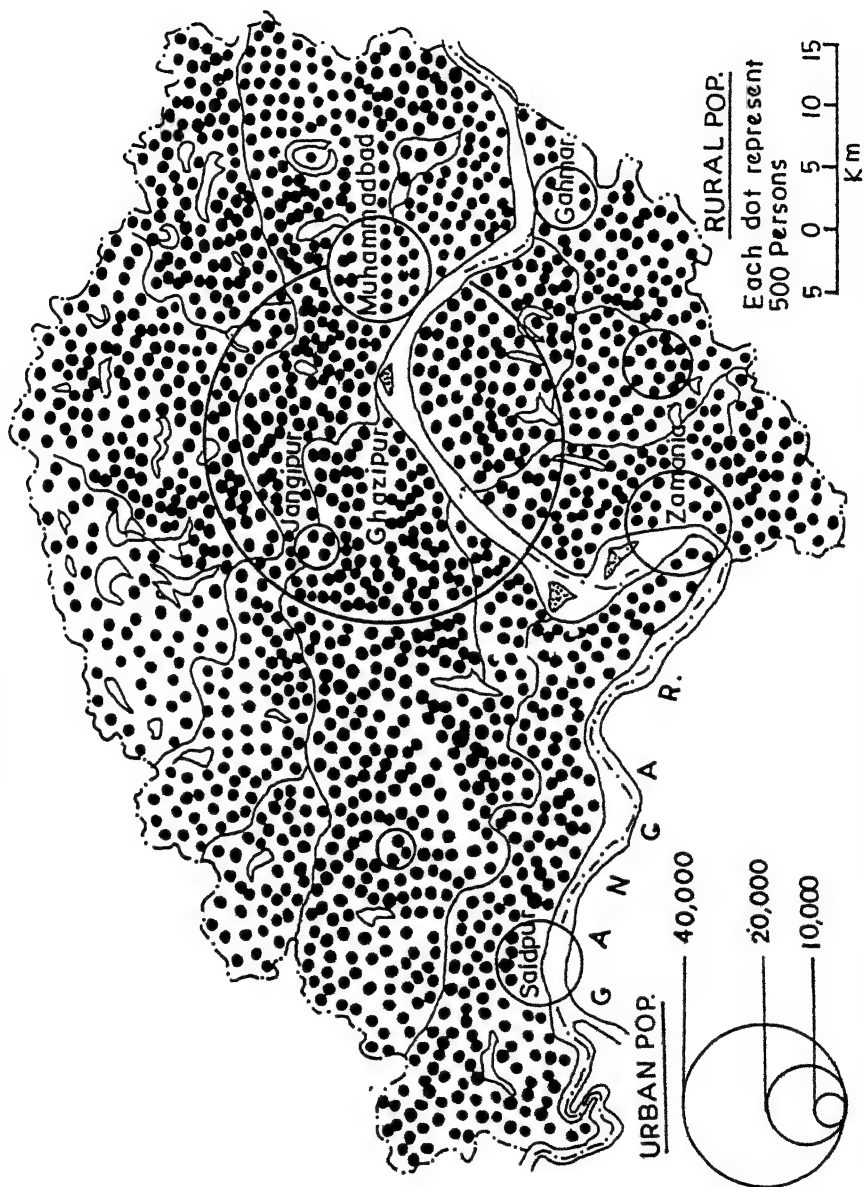 Jangipur
Ghazipur
Muhammadbad
Gahmar
Zamania
Saidpur
G A N G A R.
URBAN POP.
40,000
20,000
10,000
RURAL POP.
Each dot represent
500 Persons
5 0 5 10 15
Km